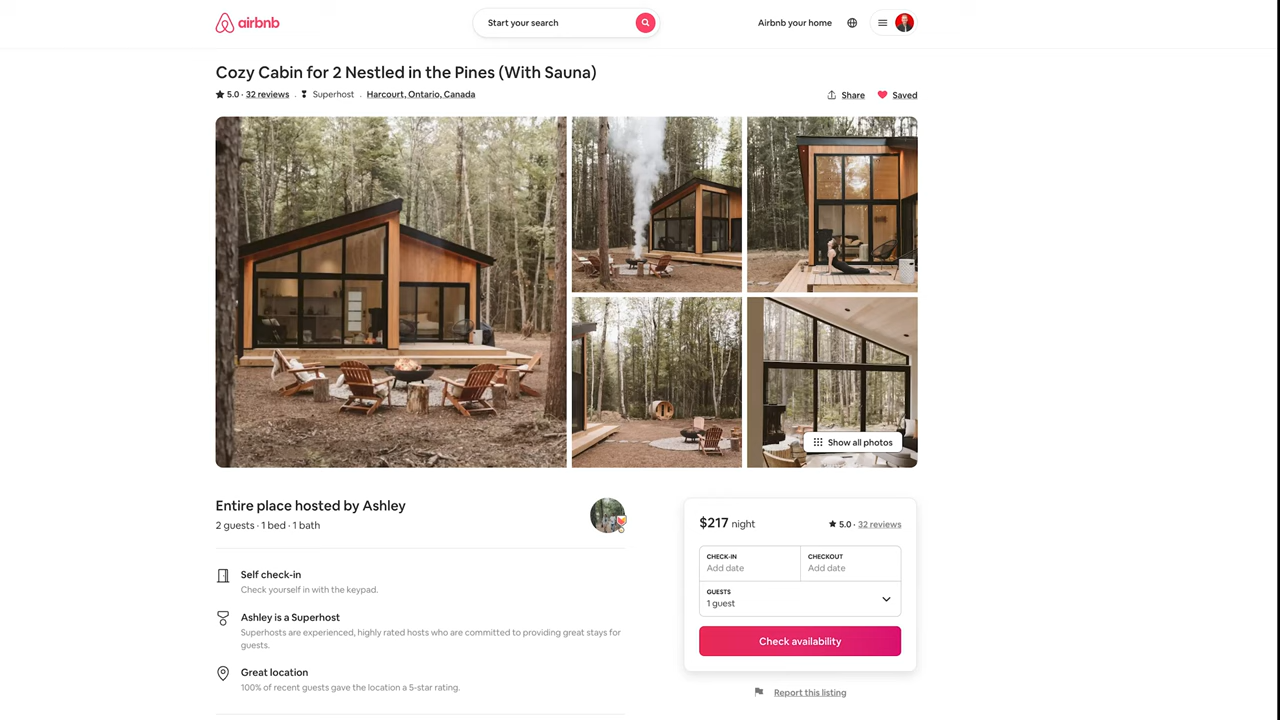 airbnb
Start your search
Airbnb your home
Cozy Cabin for 2 Nestled in the Pines (With Sauna)
5.0 · 32 reviews . Superhost . Harcourt, Ontario, Canada
Share
Saved
Show all photos
Entire place hosted by Ashley
2 guests · 1 bed · 1 bath
Self check-in
Check yourself in with the keypad.
Ashley is a Superhost
Superhosts are experienced, highly rated hosts who are committed to providing great stays for
guests.
Great location
100% of recent guests gave the location a 5-star rating.
$217 night
5.0 · 32 reviews
CHECK-IN
Add date
CHECKOUT
Add date
GUESTS
1 guest
Check availability
Report this listing